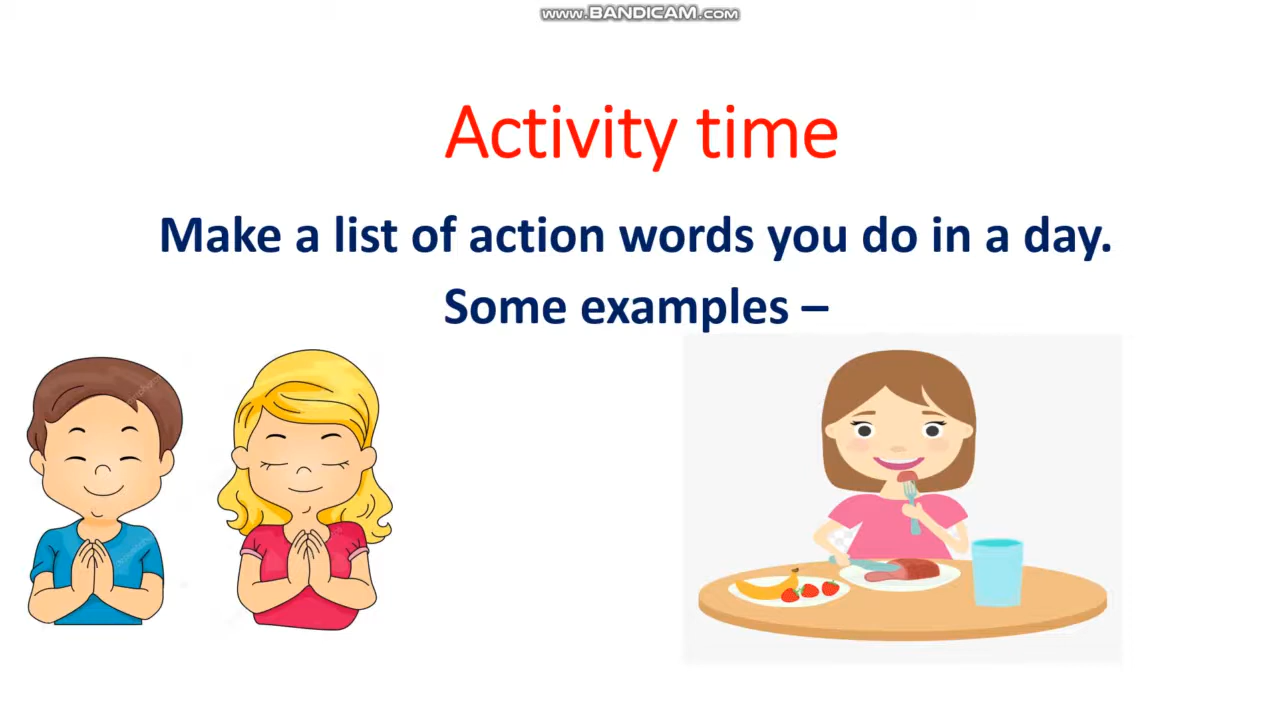 www.BANDICAM.com
Activity time
Make a list of action words you do in a day.
Some examples –